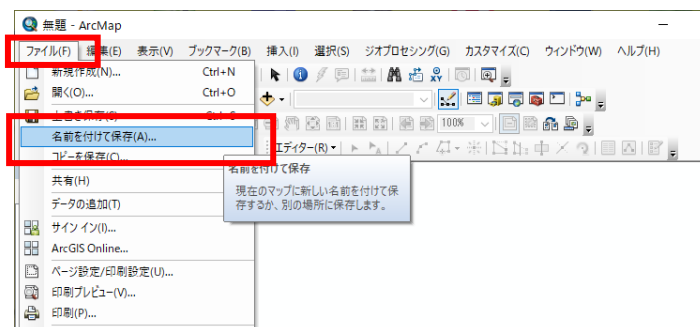 無題 - ArcMap
ファイル(F) 編集(E) 表示(V) ブックマーク(B) 挿入(I) 選択(S) ジオプロセシング(G) カスタマイズ(C) ウィンドウ(W) ヘルプ(H)
新規作成(N)... Ctrl+N
開く(O)... Ctrl+O
上書き保存(S) Ctrl+S
名前を付けて保存(A)...
100%
コピーを保存(C)...
エディター(R)
名前を付けて保存
現在のマップに新しい名前を付けて保
存するか、別の場所に保存します。
共有(H)
データの追加(T)
サイン イン(I)...
ArcGIS Online...
ページ設定/印刷設定(U)...
印刷プレビュー(V)...
印刷(P)...